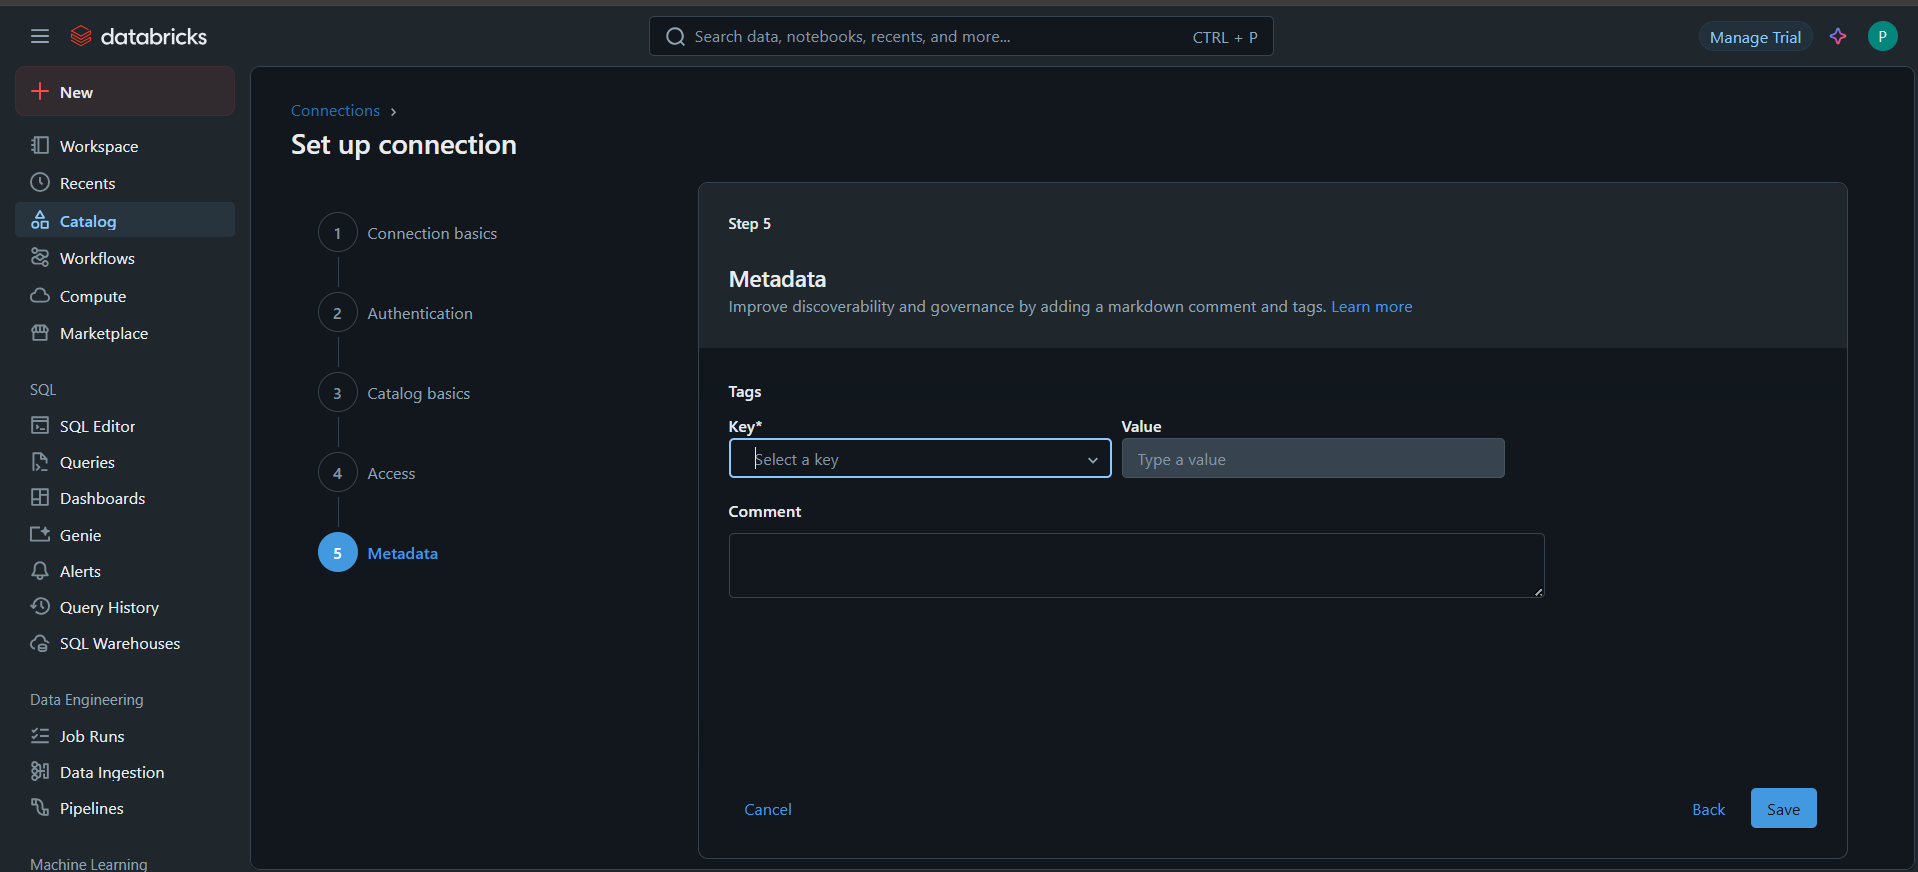 databricks
Search data, notebooks, recents, and more...
CTRL + P
Manage Trial
P
New
Workspace
Recents
Catalog
Workflows
Compute
Marketplace
SQL
SQL Editor
Queries
Dashboards
Genie
Alerts
Query History
SQL Warehouses
Data Engineering
Job Runs
Data Ingestion
Pipelines
Machine Learning
Connections ›
Set up connection
1 Connection basics
2 Authentication
3 Catalog basics
4 Access
5 Metadata
Step 5
Metadata
Improve discoverability and governance by adding a markdown comment and tags. Learn more
Tags
Key* Value
Select a key Type a value
Comment
Cancel Back Save